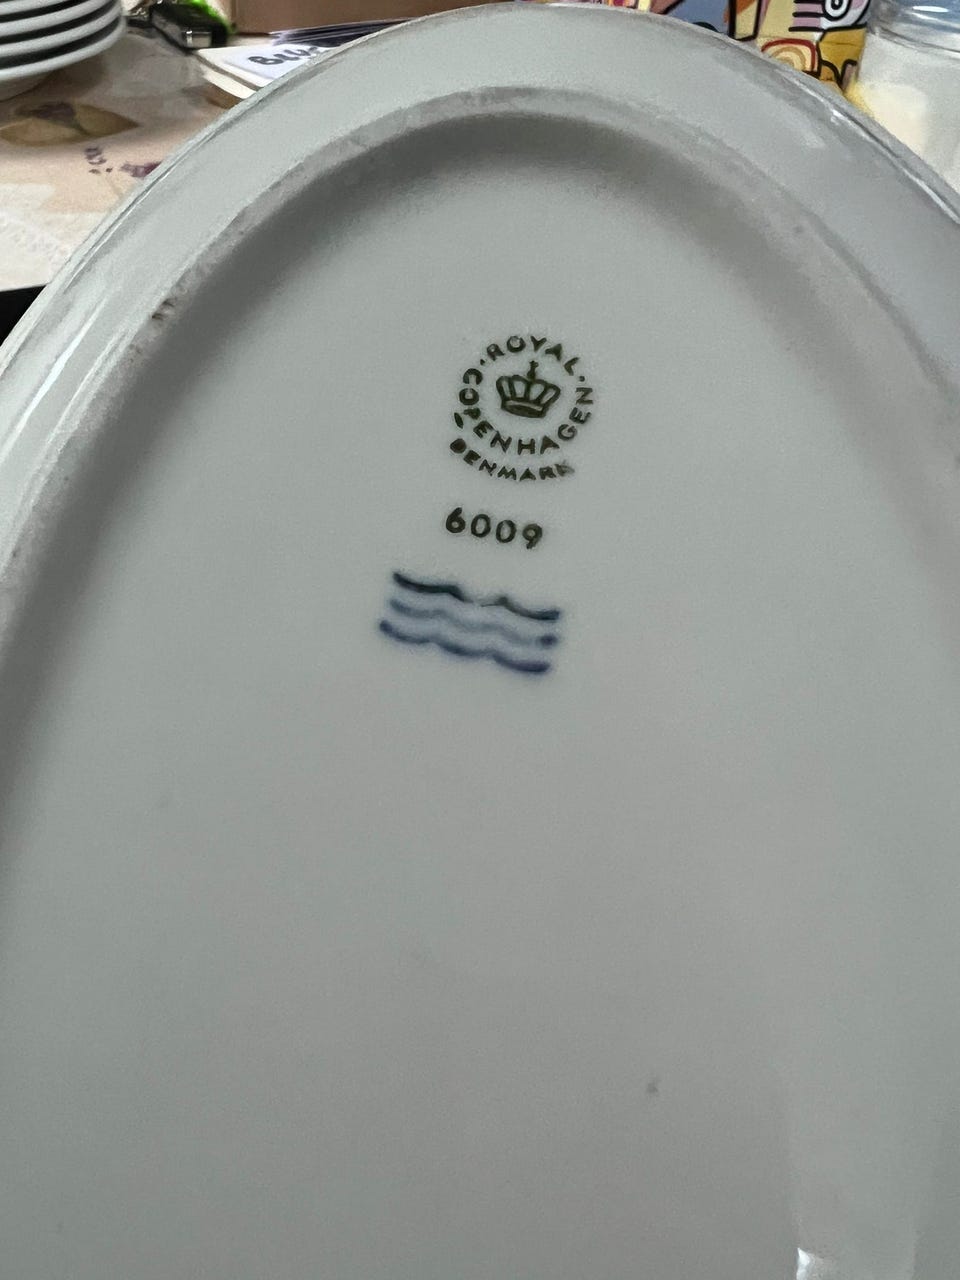 ROYAL
COPENHAGEN
DENMARK
6009